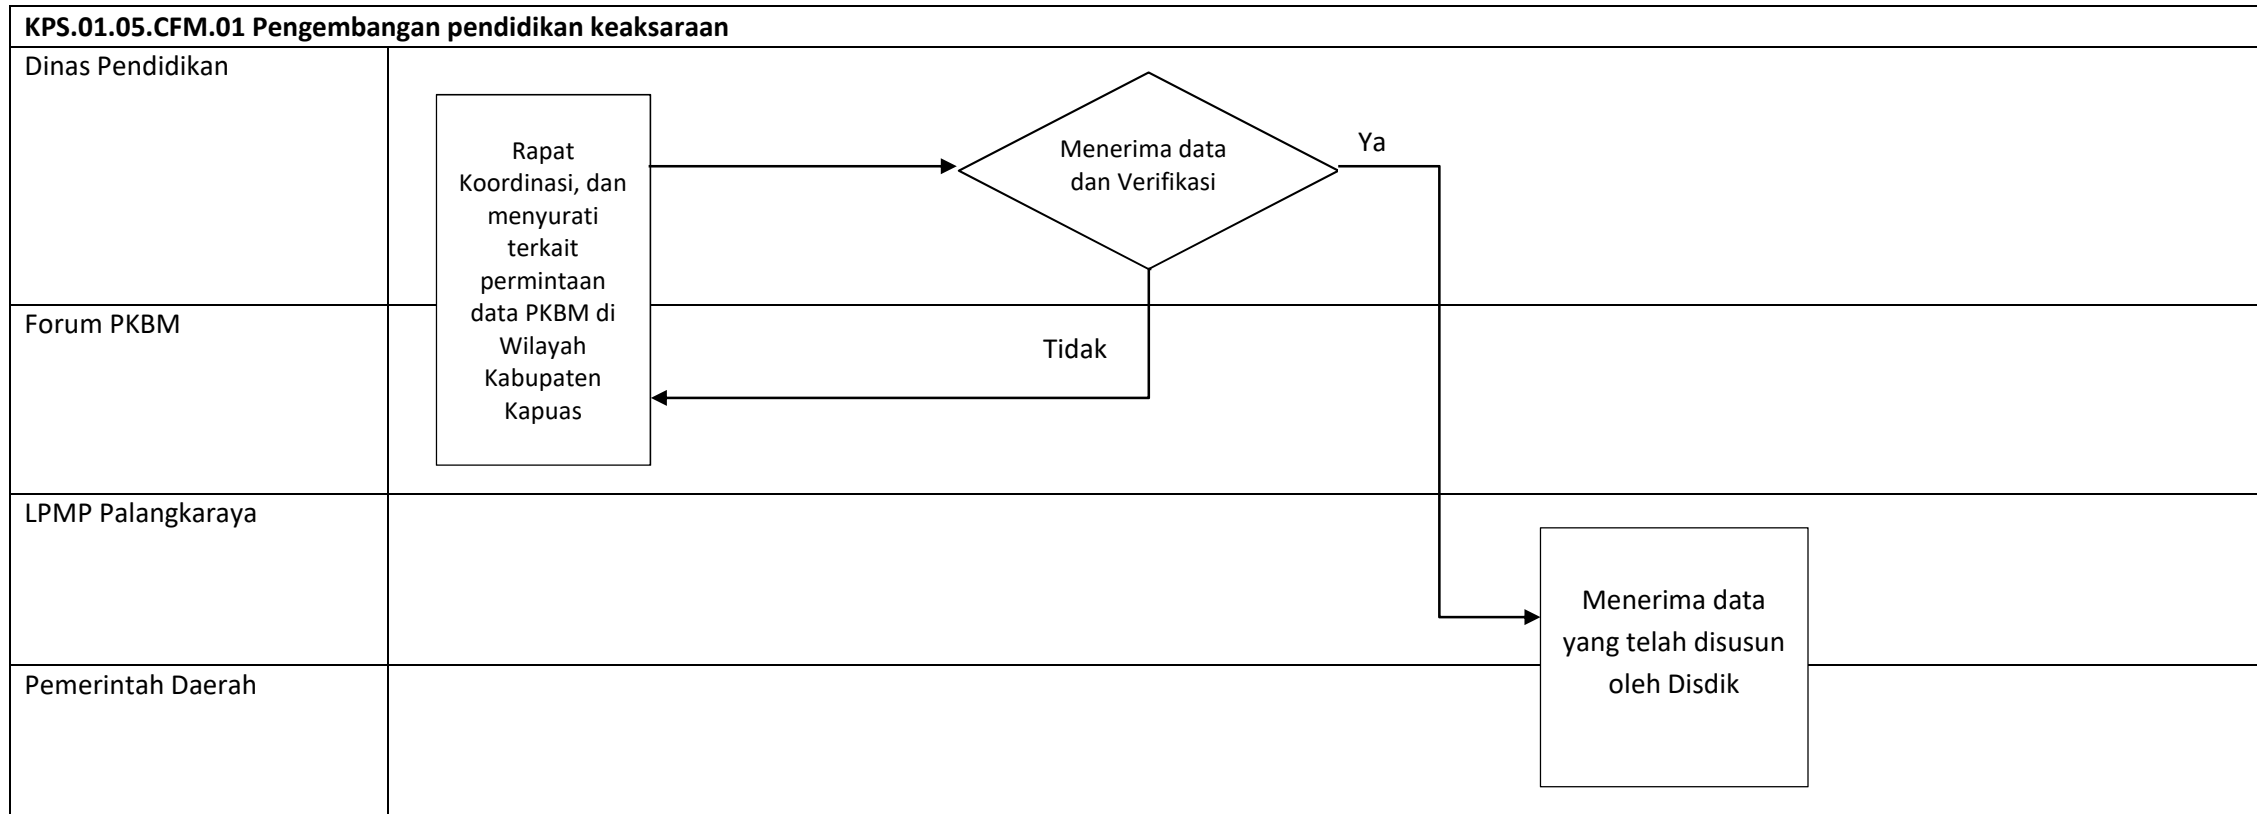 KPS.01.05.CFM.01 Pengembangan pendidikan keaksaraan
Dinas Pendidikan
Rapat
Koordinasi, dan
menyurati
terkait
permintaan
data PKBM di
Wilayah
Kabupaten
Kapuas
Menerima data
dan Verifikasi
Ya
Forum PKBM
Tidak
LPMP Palangkaraya
Menerima data
yang telah disusun
oleh Disdik
Pemerintah Daerah